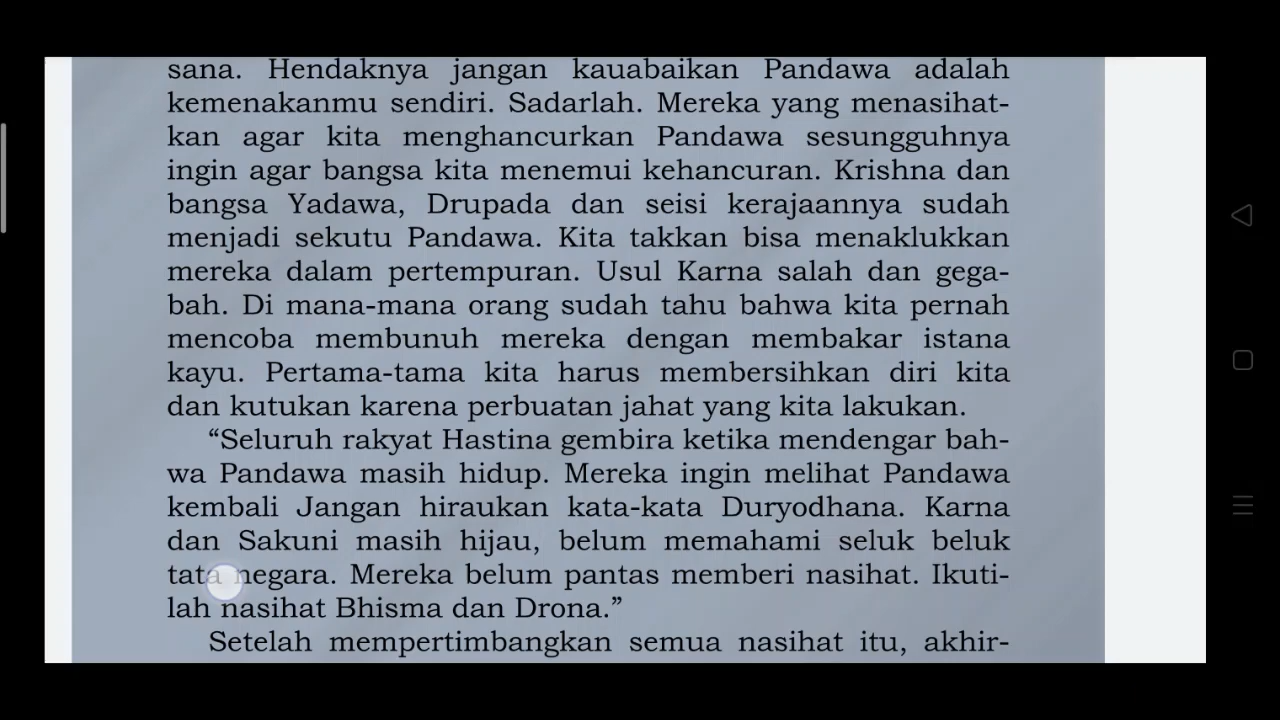 sana. Hendaknya jangan kauabaikan Pandawa adalah
kemenakanmu sendiri. Sadarlah. Mereka yang menasihat-
kan agar kita menghancurkan Pandawa sesungguhnya
ingin agar bangsa kita menemui kehancuran. Krishna dan
bangsa Yadawa, Drupada dan seisi kerajaannya sudah
menjadi sekutu Pandawa. Kita takkan bisa menaklukkan
mereka dalam pertempuran. Usul Karna salah dan gega-
bah. Di mana-mana orang sudah tahu bahwa kita pernah
mencoba membunuh mereka dengan membakar istana
kayu. Pertama-tama kita harus membersihkan diri kita
dan kutukan karena perbuatan jahat yang kita lakukan.
“Seluruh rakyat Hastina gembira ketika mendengar bah-
wa Pandawa masih hidup. Mereka ingin melihat Pandawa
kembali Jangan hiraukan kata-kata Duryodhana. Karna
dan Sakuni masih hijau, belum memahami seluk beluk
tata negara. Mereka belum pantas memberi nasihat. Ikuti-
lah nasihat Bhisma dan Drona.”
Setelah mempertimbangkan semua nasihat itu, akhir-